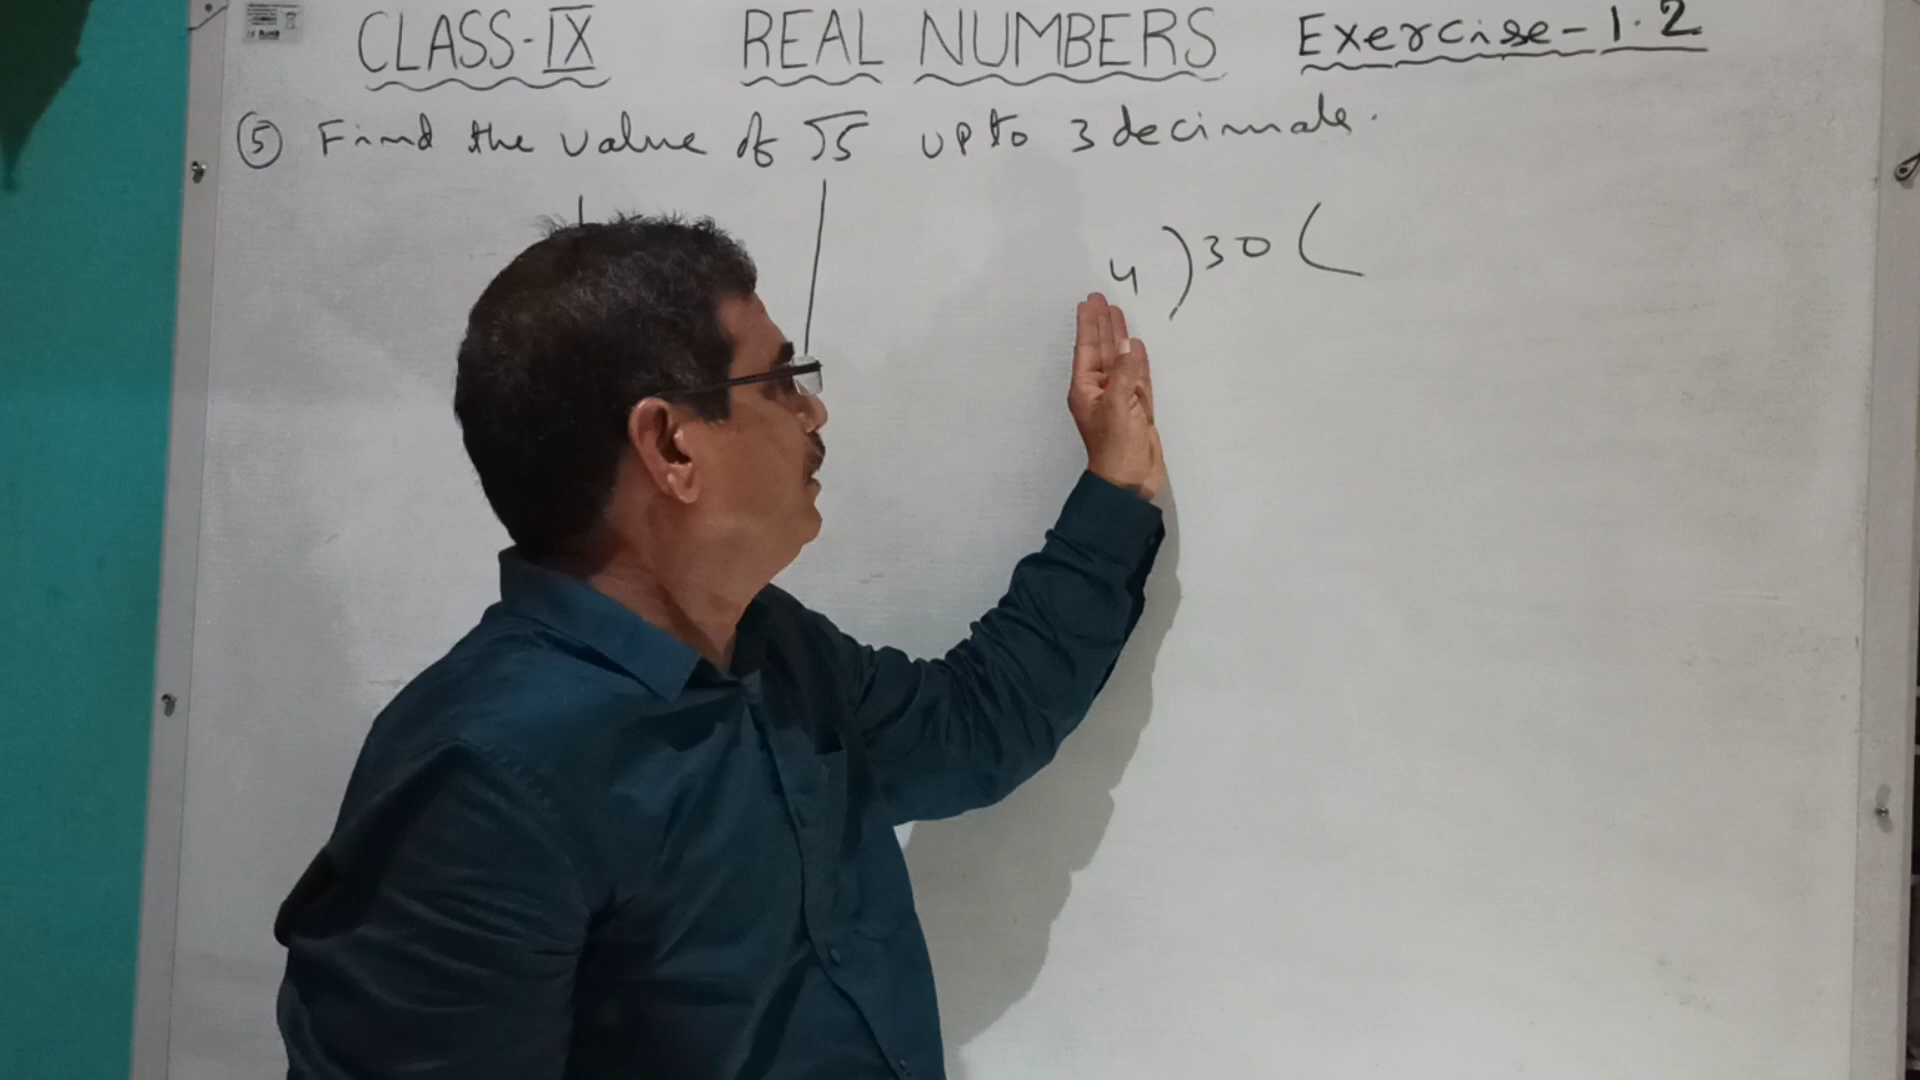 CLASS-IX REAL NUMBERS Exercise-1.2
⑤ Find the value of √5 upto 3 decimals.
4)30(